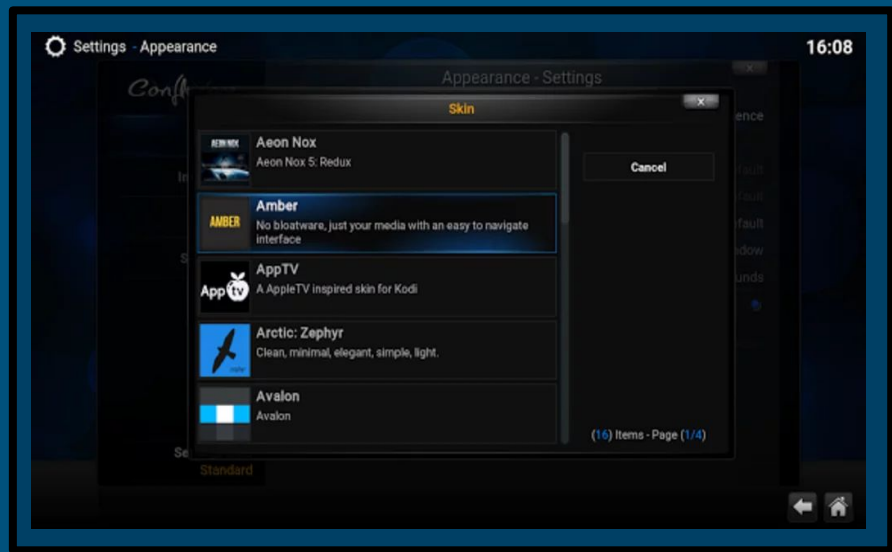 Settings - Appearance
16:08
Appearance - Settings
Skin
x
AEON NOX
Aeon Nox
Aeon Nox 5: Redux
Cancel
AMBER
Amber
No bloatware, just your media with an easy to navigate
interface
App tv
AppTV
A AppleTV inspired skin for Kodi
Arctic: Zephyr
Clean, minimal, elegant, simple, light.
Avalon
Avalon
(16) Items - Page (1/4)
Standard